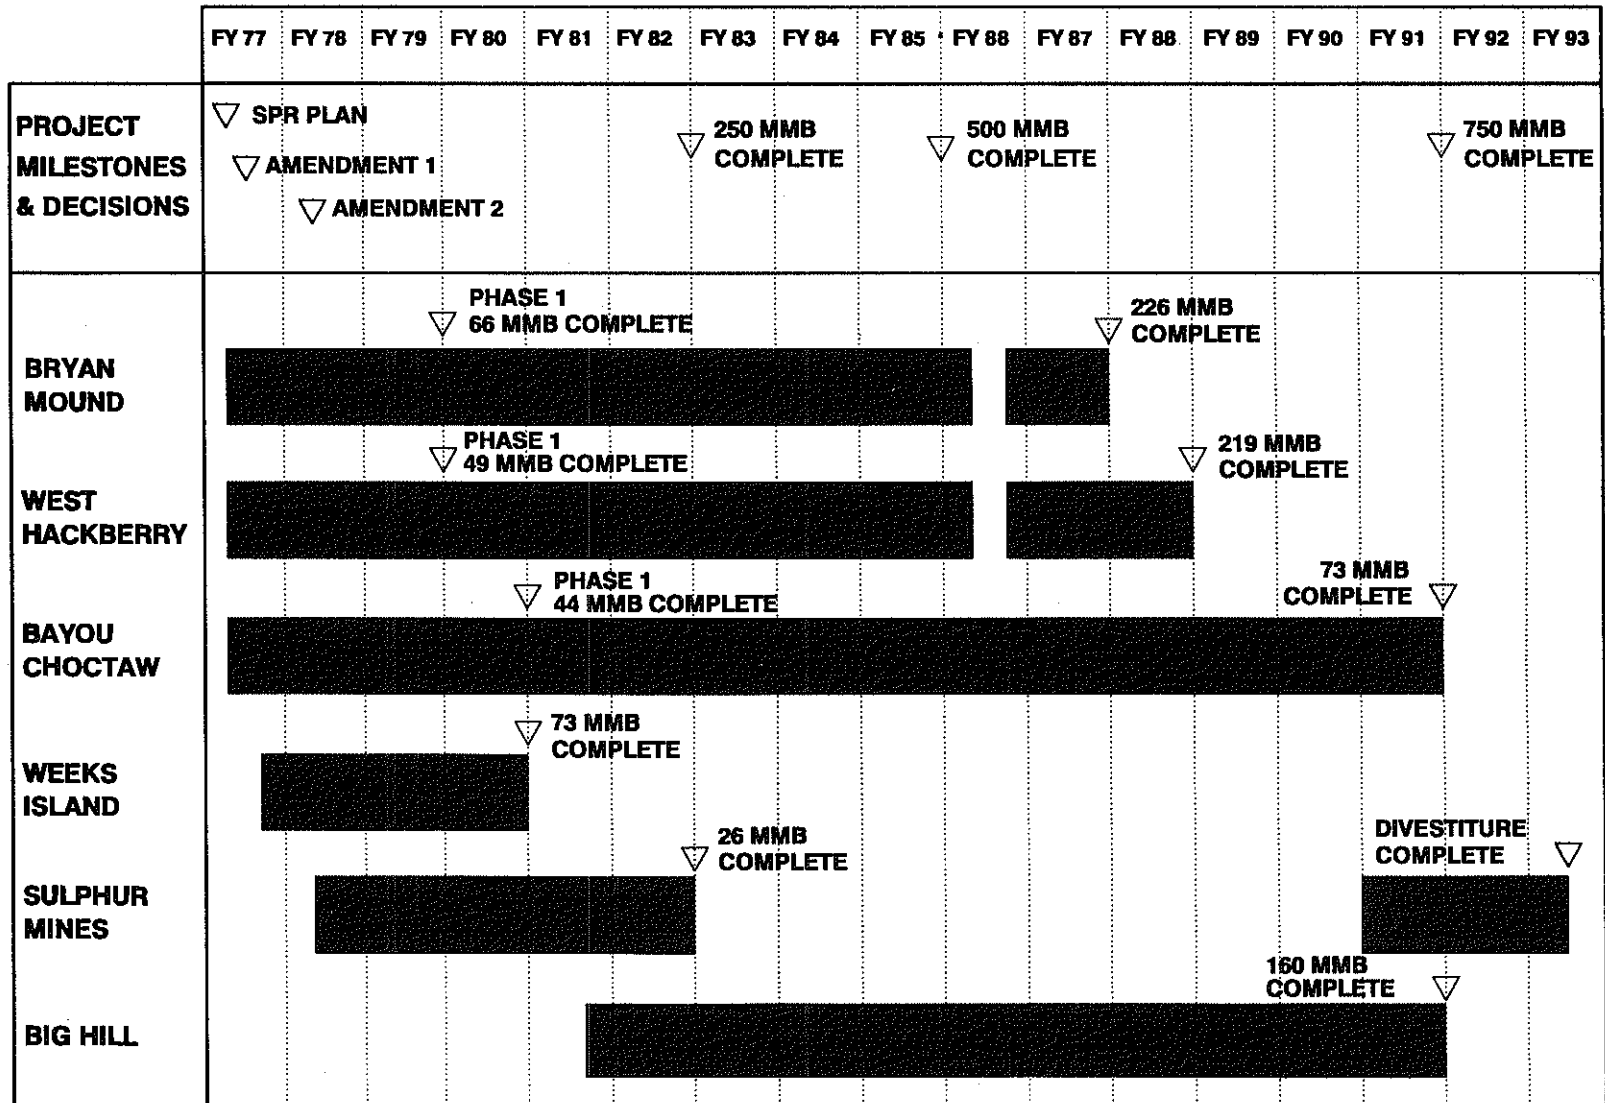 FY 77 FY 78 FY 79 FY 80 FY 81 FY 82 FY 83 FY 84 FY 85 FY 86 FY 87 FY 88 FY 89 FY 90 FY 91 FY 92 FY 93
PROJECT
MILESTONES
& DECISIONS
SPR PLAN
AMENDMENT 1
AMENDMENT 2
250 MMB
COMPLETE
500 MMB
COMPLETE
750 MMB
COMPLETE
BRYAN
MOUND
PHASE 1
66 MMB COMPLETE
226 MMB
COMPLETE
WEST
HACKBERRY
PHASE 1
49 MMB COMPLETE
219 MMB
COMPLETE
BAYOU
CHOCTAW
PHASE 1
44 MMB COMPLETE
73 MMB
COMPLETE
WEEKS
ISLAND
73 MMB
COMPLETE
SULPHUR
MINES
26 MMB
COMPLETE
DIVESTITURE
COMPLETE
BIG HILL
160 MMB
COMPLETE